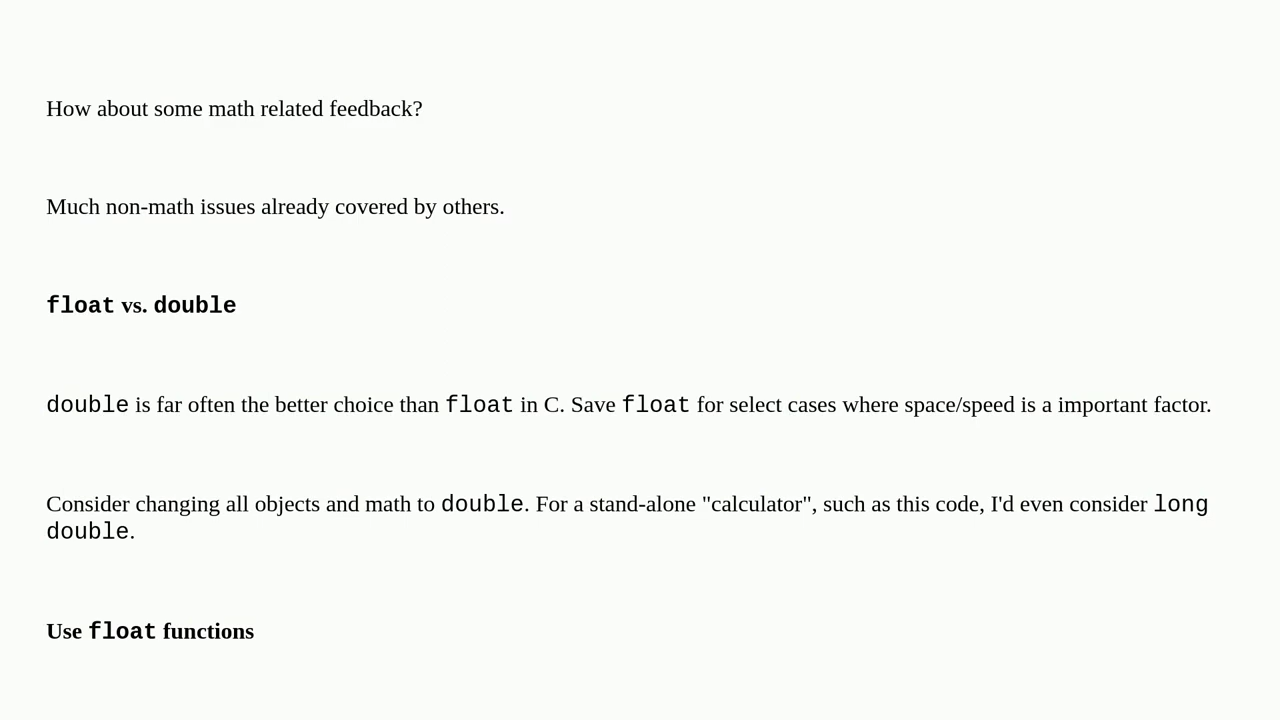 How about some math related feedback?
Much non-math issues already covered by others.
float vs. double
double is far often the better choice than float in C. Save float for select cases where space/speed is a important factor.
Consider changing all objects and math to double. For a stand-alone "calculator", such as this code, I'd even consider long
double.
Use float functions